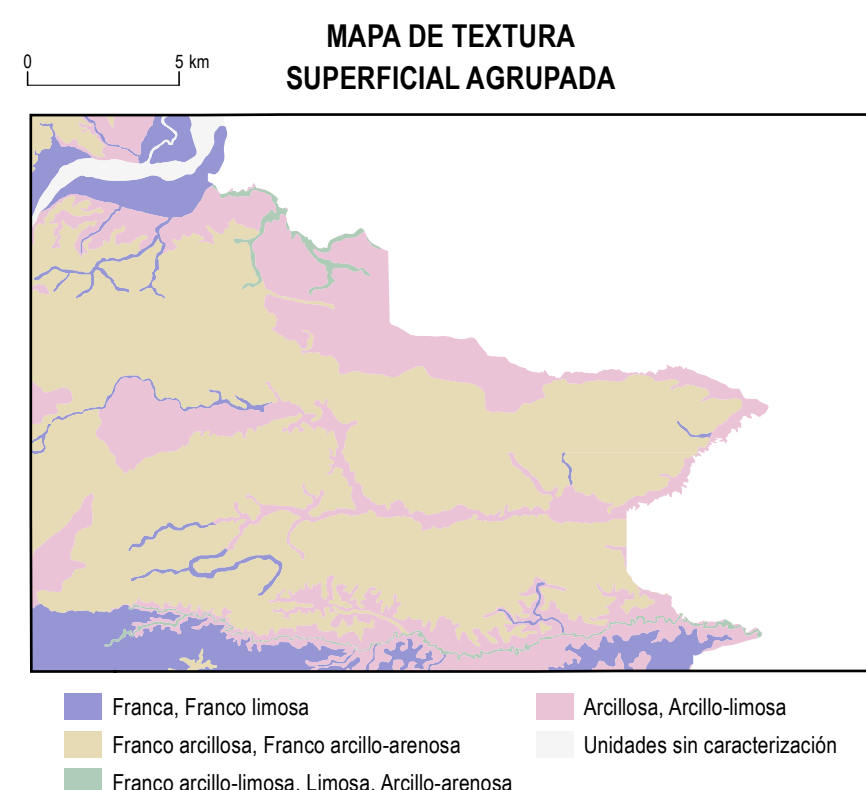 MAPA DE TEXTURA
SUPERFICIAL AGRUPADA
0 5 km
Franca, Franco limosa
Franco arcillosa, Franco arcillo-arenosa
Franco arcillo-limosa, Limosa, Arcillo-arenosa
Arcillosa, Arcillo-limosa
Unidades sin caracterización